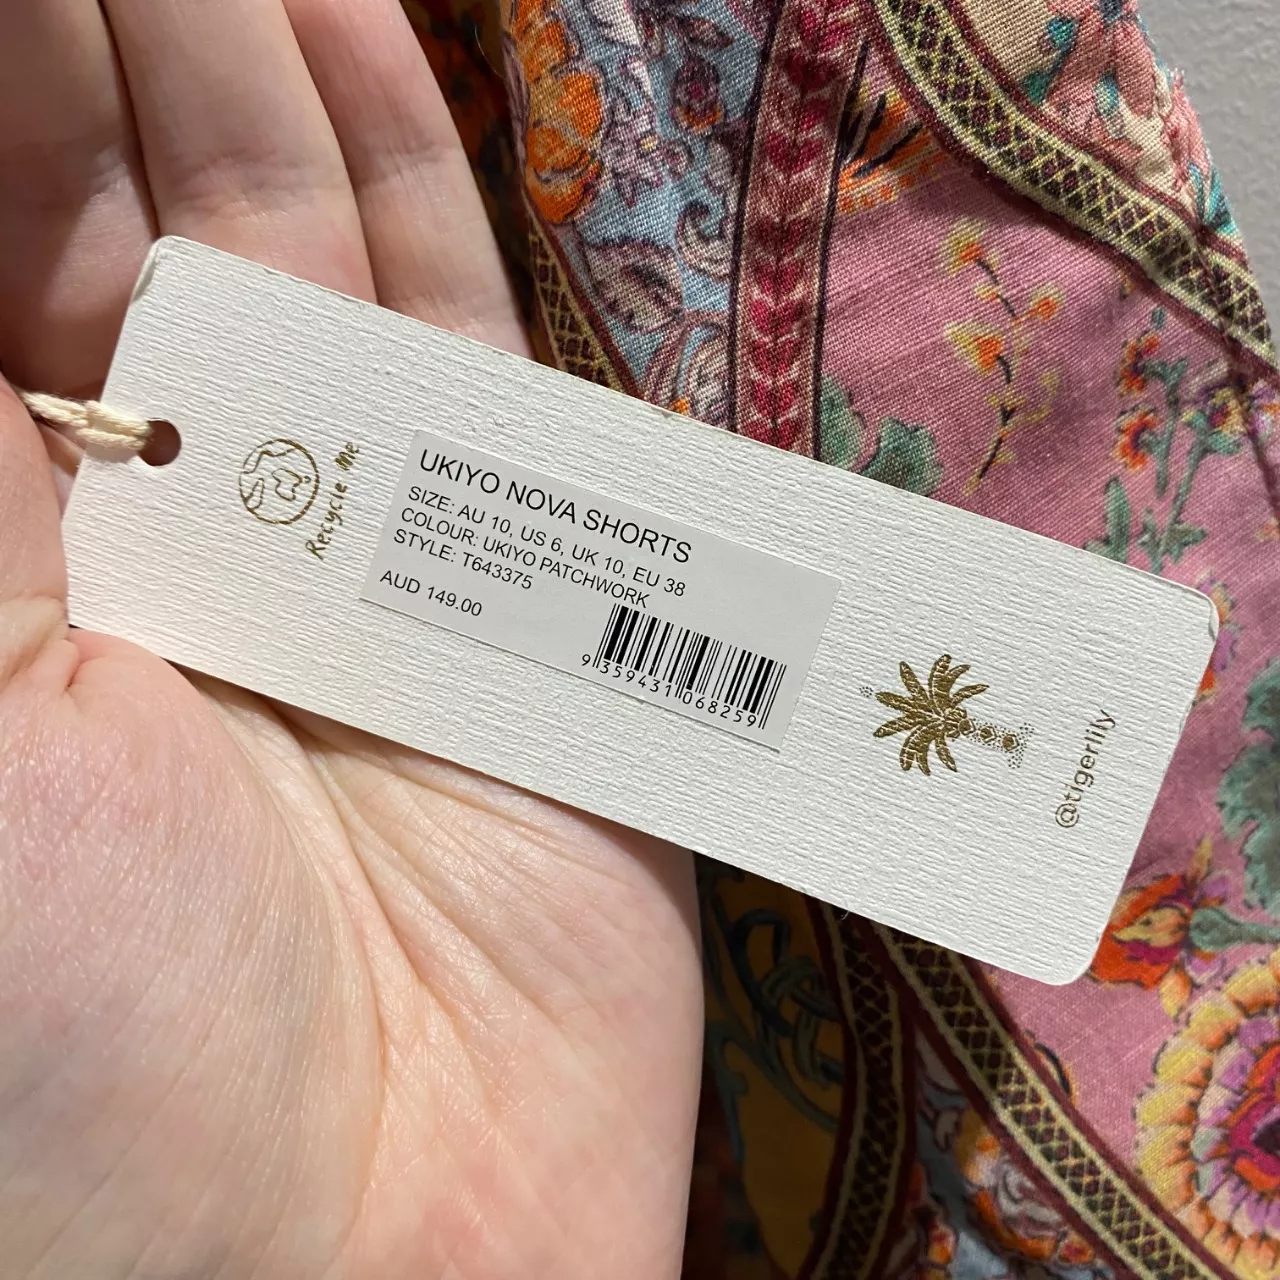 Recycle Me
UKIYO NOVA SHORTS
SIZE: AU 10, US 6, UK 10, EU 38
COLOUR: UKIYO PATCHWORK
STYLE: T643375
AUD 149.00
9 359431 068259
@tigerlily